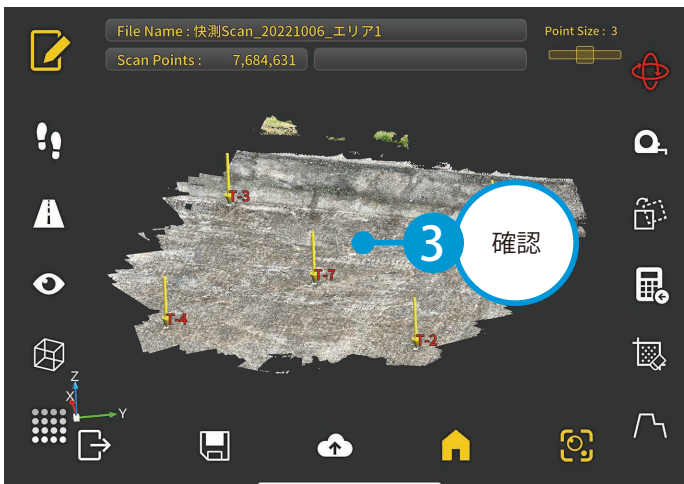 File Name : 快測Scan_20221006_エリア1
Point Size : 3
Scan Points : 7,684,631
T-3
3 確認
T-7
T-4
T-2
Z
X
Y